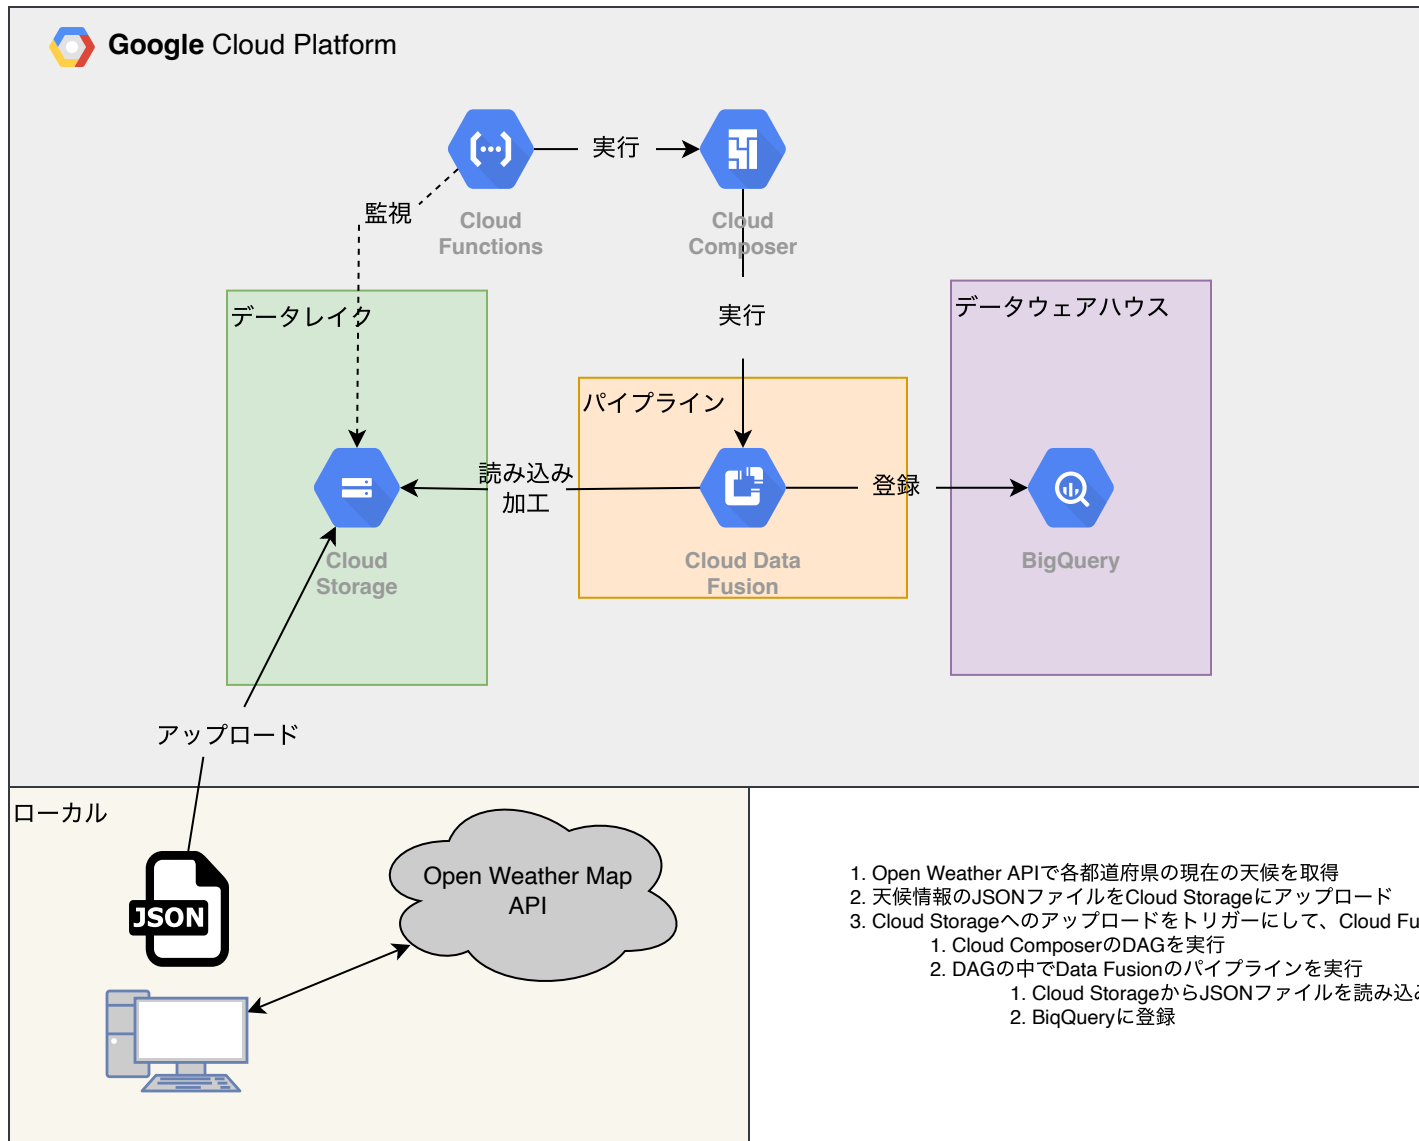 Google Cloud Platform
実行
監視
Cloud
Functions
Cloud
Composer
データレイク
実行
データウェアハウス
パイプライン
読み込み
加工
登録
Cloud
Storage
Cloud Data
Fusion
BigQuery
アップロード
ローカル
JSON
Open Weather Map
API
1. Open Weather APIで各都道府県の現在の天候を取得
2. 天候情報のJSONファイルをCloud Storageにアップロード
3. Cloud Storageへのアップロードをトリガーにして、Cloud Fu
1. Cloud ComposerのDAGを実行
2. DAGの中でData Fusionのパイプラインを実行
1. Cloud StorageからJSONファイルを読み込み
2. BiqQueryに登録